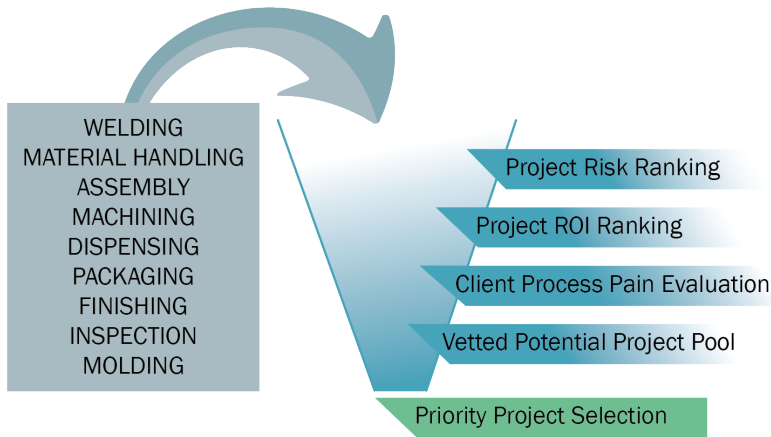 WELDING
MATERIAL HANDLING
ASSEMBLY
MACHINING
DISPENSING
PACKAGING
FINISHING
INSPECTION
MOLDING
Project Risk Ranking
Project ROI Ranking
Client Process Pain Evaluation
Vetted Potential Project Pool
Priority Project Selection